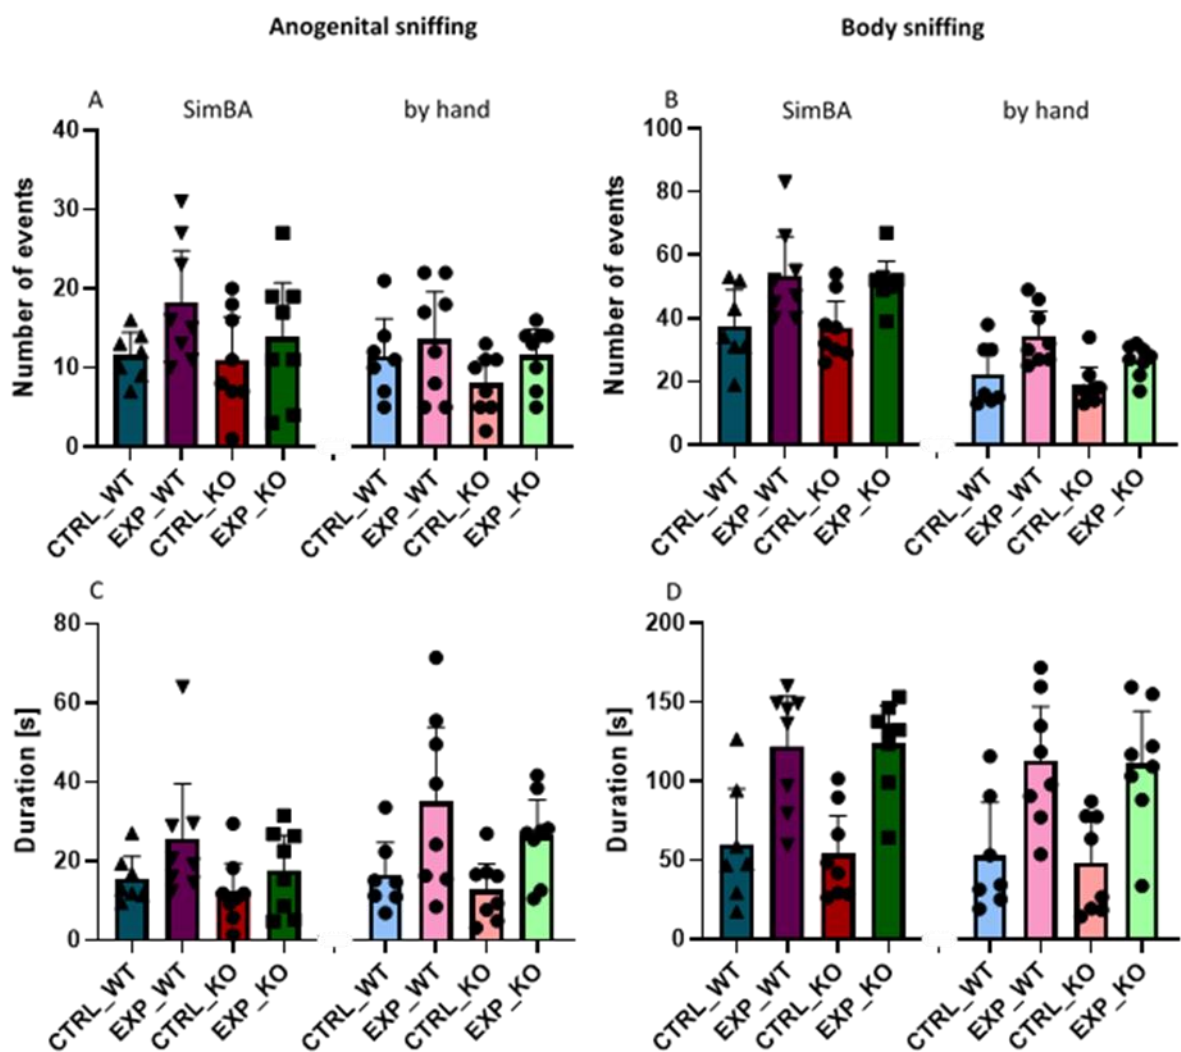 Anogenital sniffing
Body sniffing
A
SimBA
by hand
Number of events
40
30
20
10
0
CTRL_WT
EXP_WT
CTRL_KO
EXP_KO
CTRL_WT
EXP_WT
CTRL_KO
EXP_KO
B
SimBA
by hand
Number of events
100
80
60
40
20
0
CTRL_WT
EXP_WT
CTRL_KO
EXP_KO
CTRL_WT
EXP_WT
CTRL_KO
EXP_KO
C
Duration [s]
80
60
40
20
0
CTRL_WT
EXP_WT
CTRL_KO
EXP_KO
CTRL_WT
EXP_WT
CTRL_KO
EXP_KO
D
Duration [s]
200
150
100
50
0
CTRL_WT
EXP_WT
CTRL_KO
EXP_KO
CTRL_WT
EXP_WT
CTRL_KO
EXP_KO